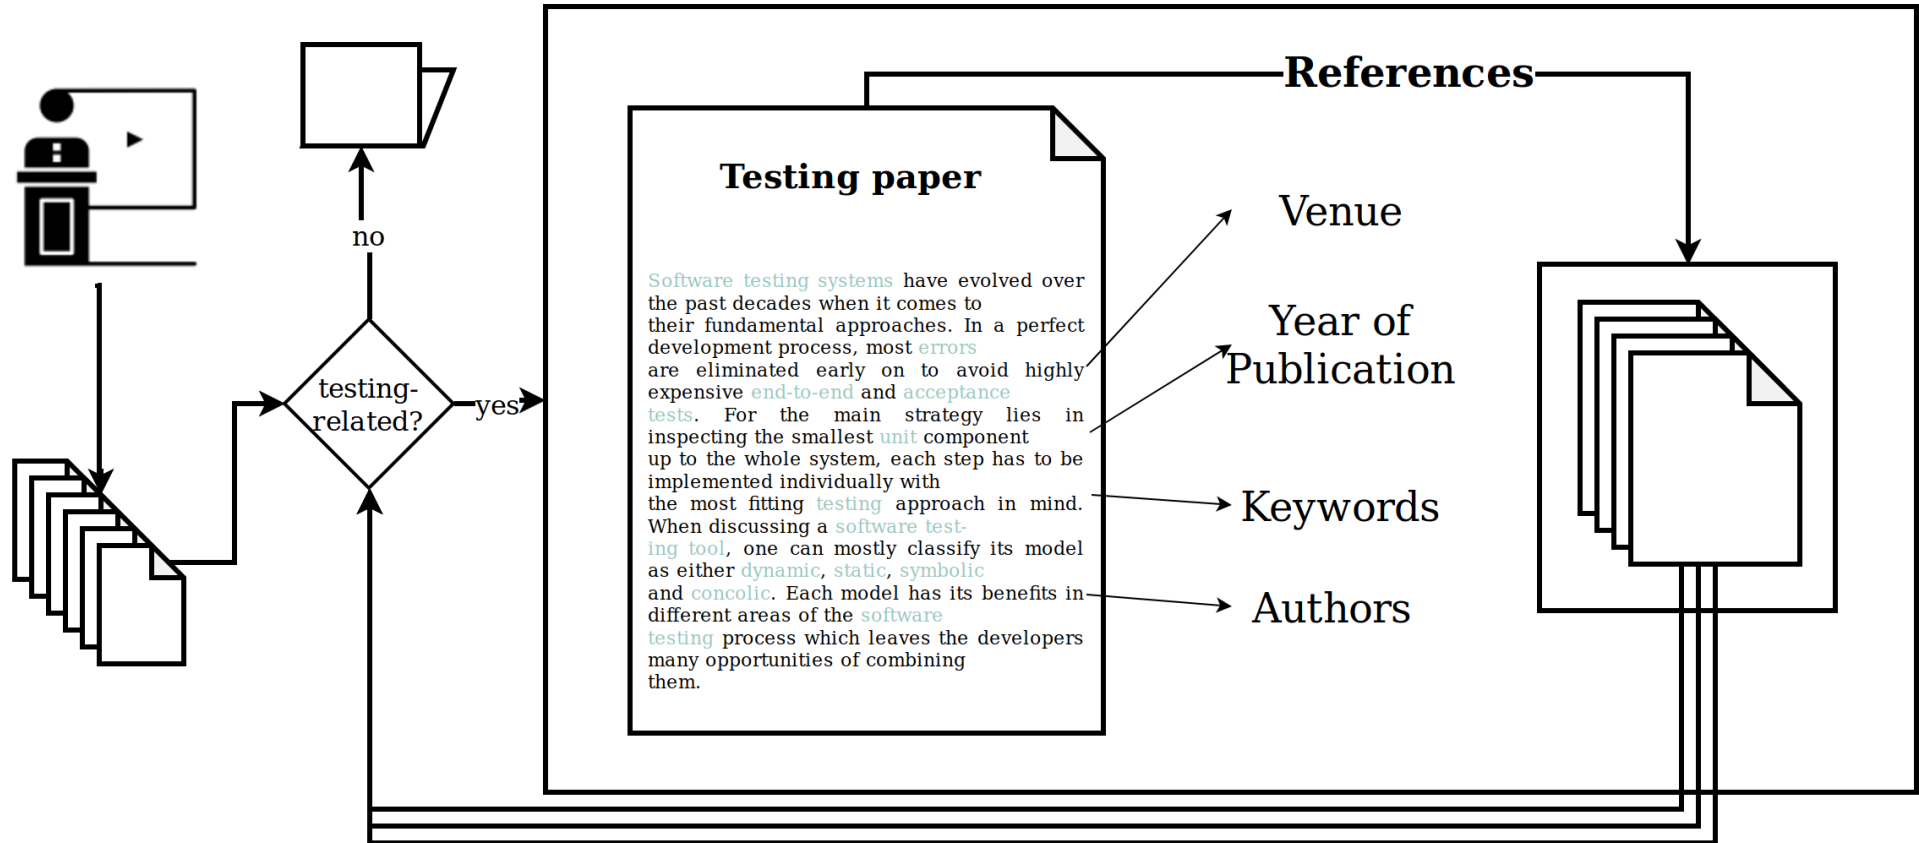 References
Testing paper
Venue
no
Software testing systems have evolved over
the past decades when it comes to
their fundamental approaches. In a perfect
development process, most errors
are eliminated early on to avoid highly
expensive end-to-end and acceptance
tests. For the main strategy lies in
inspecting the smallest unit component
up to the whole system, each step has to be
implemented individually with
the most fitting testing approach in mind.
When discussing a software test-
ing tool, one can mostly classify its model
as either dynamic, static, symbolic
and concolic. Each model has its benefits in
different areas of the software
testing process which leaves the developers
many opportunities of combining
them.
Year of
Publication
testing-
related?
yes
Keywords
Authors